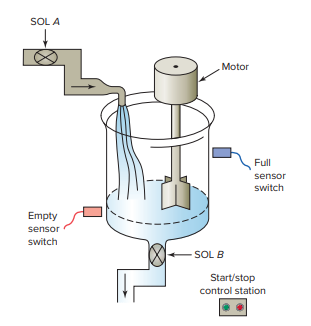 SOL A
Motor
Full
sensor
switch
Empty
sensor
switch
SOL B
Start/stop
control station